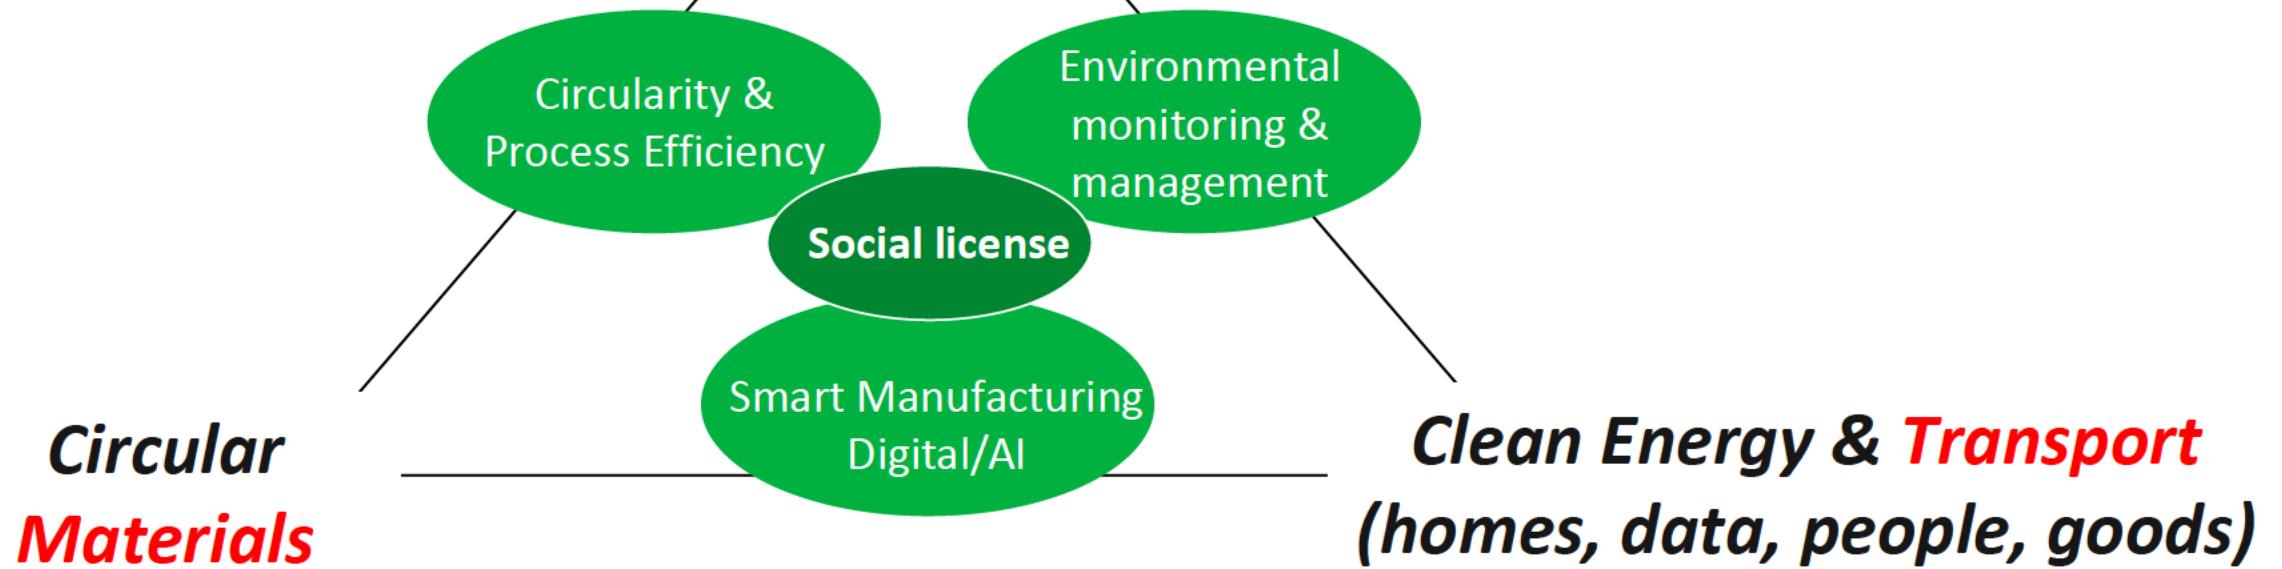 Circularity &
Process Efficiency
Environmental
monitoring &
management
Social license
Smart Manufacturing
Digital/AI
Circular
Materials
Clean Energy & Transport
(homes, data, people, goods)